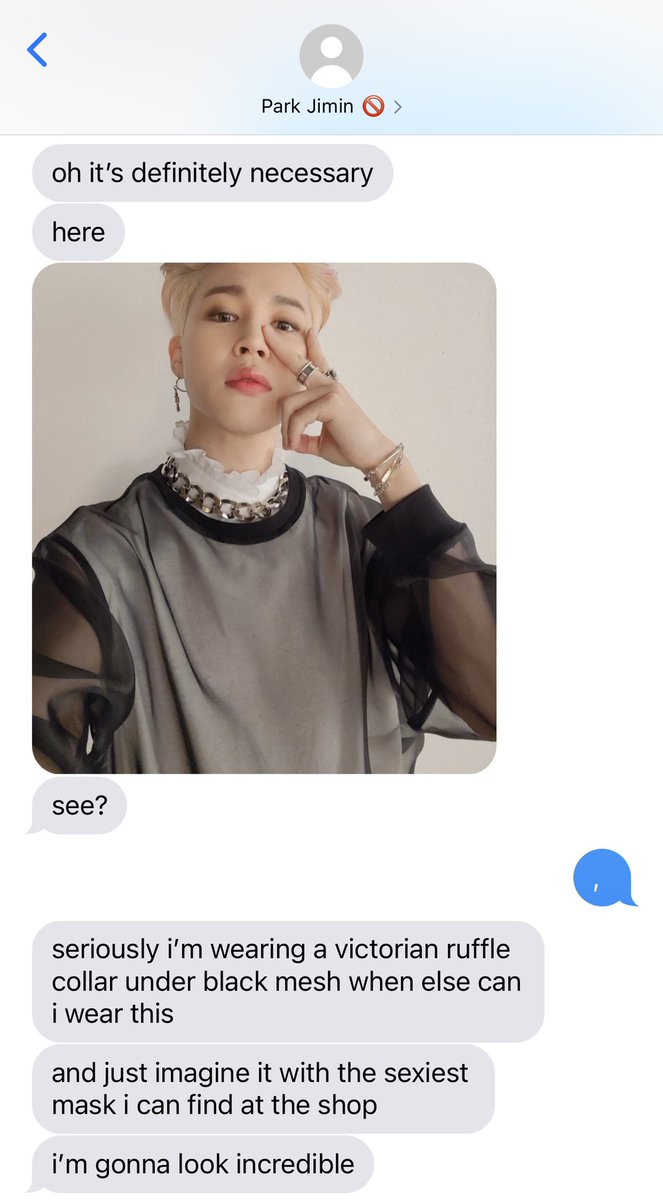 Park Jimin 🚫
oh it’s definitely necessary
here
see?
,
seriously i’m wearing a victorian ruffle
collar under black mesh when else can
i wear this
and just imagine it with the sexiest
mask i can find at the shop
i’m gonna look incredible